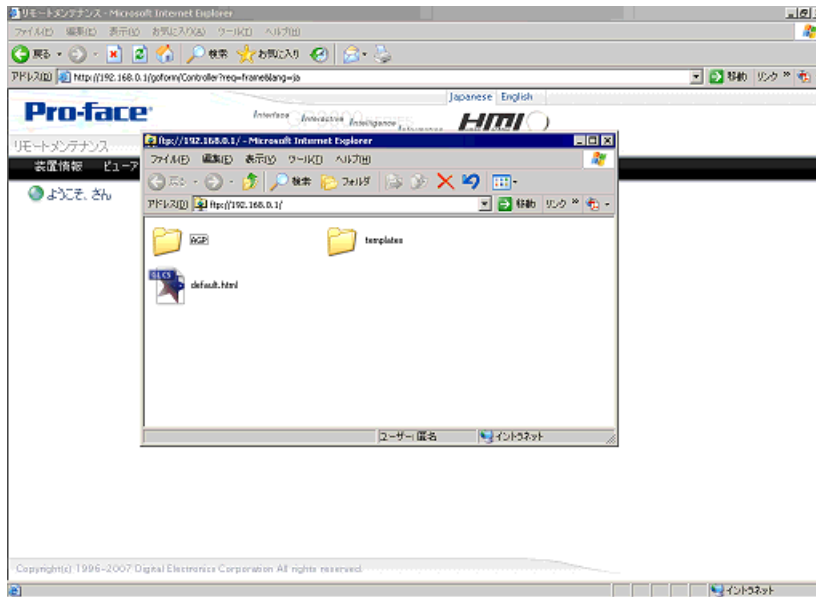 リモートメンテナンス - Microsoft Internet Explorer
ファイル(F) 編集(E) 表示(V) お気に入り(A) ツール(T) ヘルプ(H)
戻る 検索 お気に入り
アドレス(D) http://192.168.0.1/goform/Controller?req=frame&lang=ja 移動 リンク »
Japanese English
Pro-face
Interface Interactive Intelligence
HMI
リモートメンテナンス
装置情報 ビューア
ようこそ、さん
ftp://192.168.0.1/ - Microsoft Internet Explorer
ファイル(F) 編集(E) 表示(V) ツール(T) ヘルプ(H)
戻る 検索 フォルダ
アドレス(D) ftp://192.168.0.1/ 移動 リンク »
AGP templates
default.html
ユーザー: 匿名 イントラネット
Copyright(c) 1996-2007 Digital Electronics Corporation All rights reserved.
イントラネット